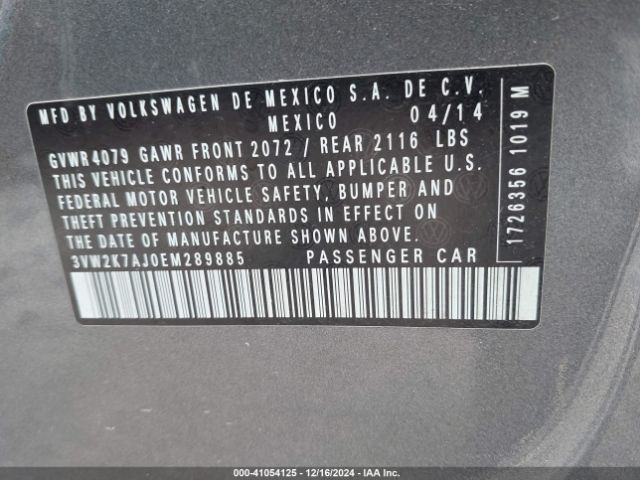 MFD BY VOLKSWAGEN DE MEXICO S.A. DE C.V.
MEXICO 04/14
GVWR 4079 GAWR FRONT 2072 / REAR 2116 LBS
THIS VEHICLE CONFORMS TO ALL APPLICABLE U.S.
FEDERAL MOTOR VEHICLE SAFETY, BUMPER AND
THEFT PREVENTION STANDARDS IN EFFECT ON
THE DATE OF MANUFACTURE SHOWN ABOVE.
3VW2K7AJ0EM289885 PASSENGER CAR
1726356 1019 M
000-41054125 - 12/16/2024 - IAA Inc.